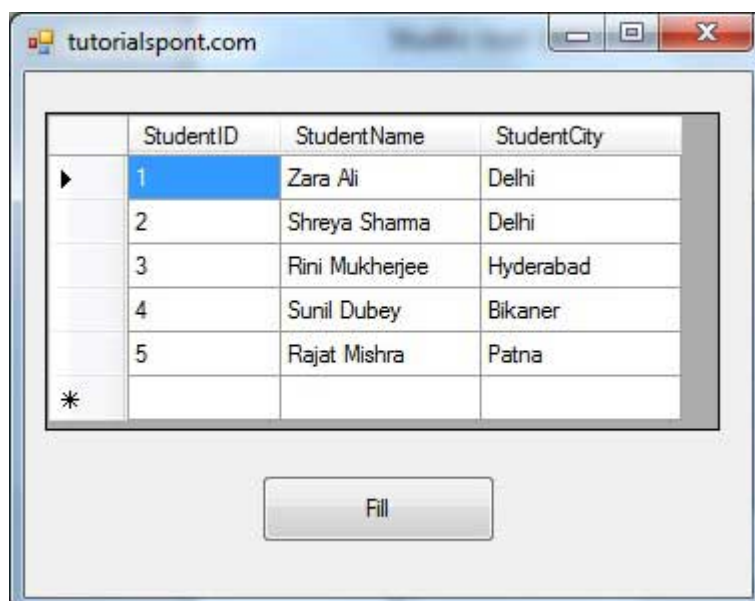 tutorialspont.com
StudentID StudentName StudentCity
1 Zara Ali Delhi
2 Shreya Sharma Delhi
3 Rini Mukherjee Hyderabad
4 Sunil Dubey Bikaner
5 Rajat Mishra Patna
Fill